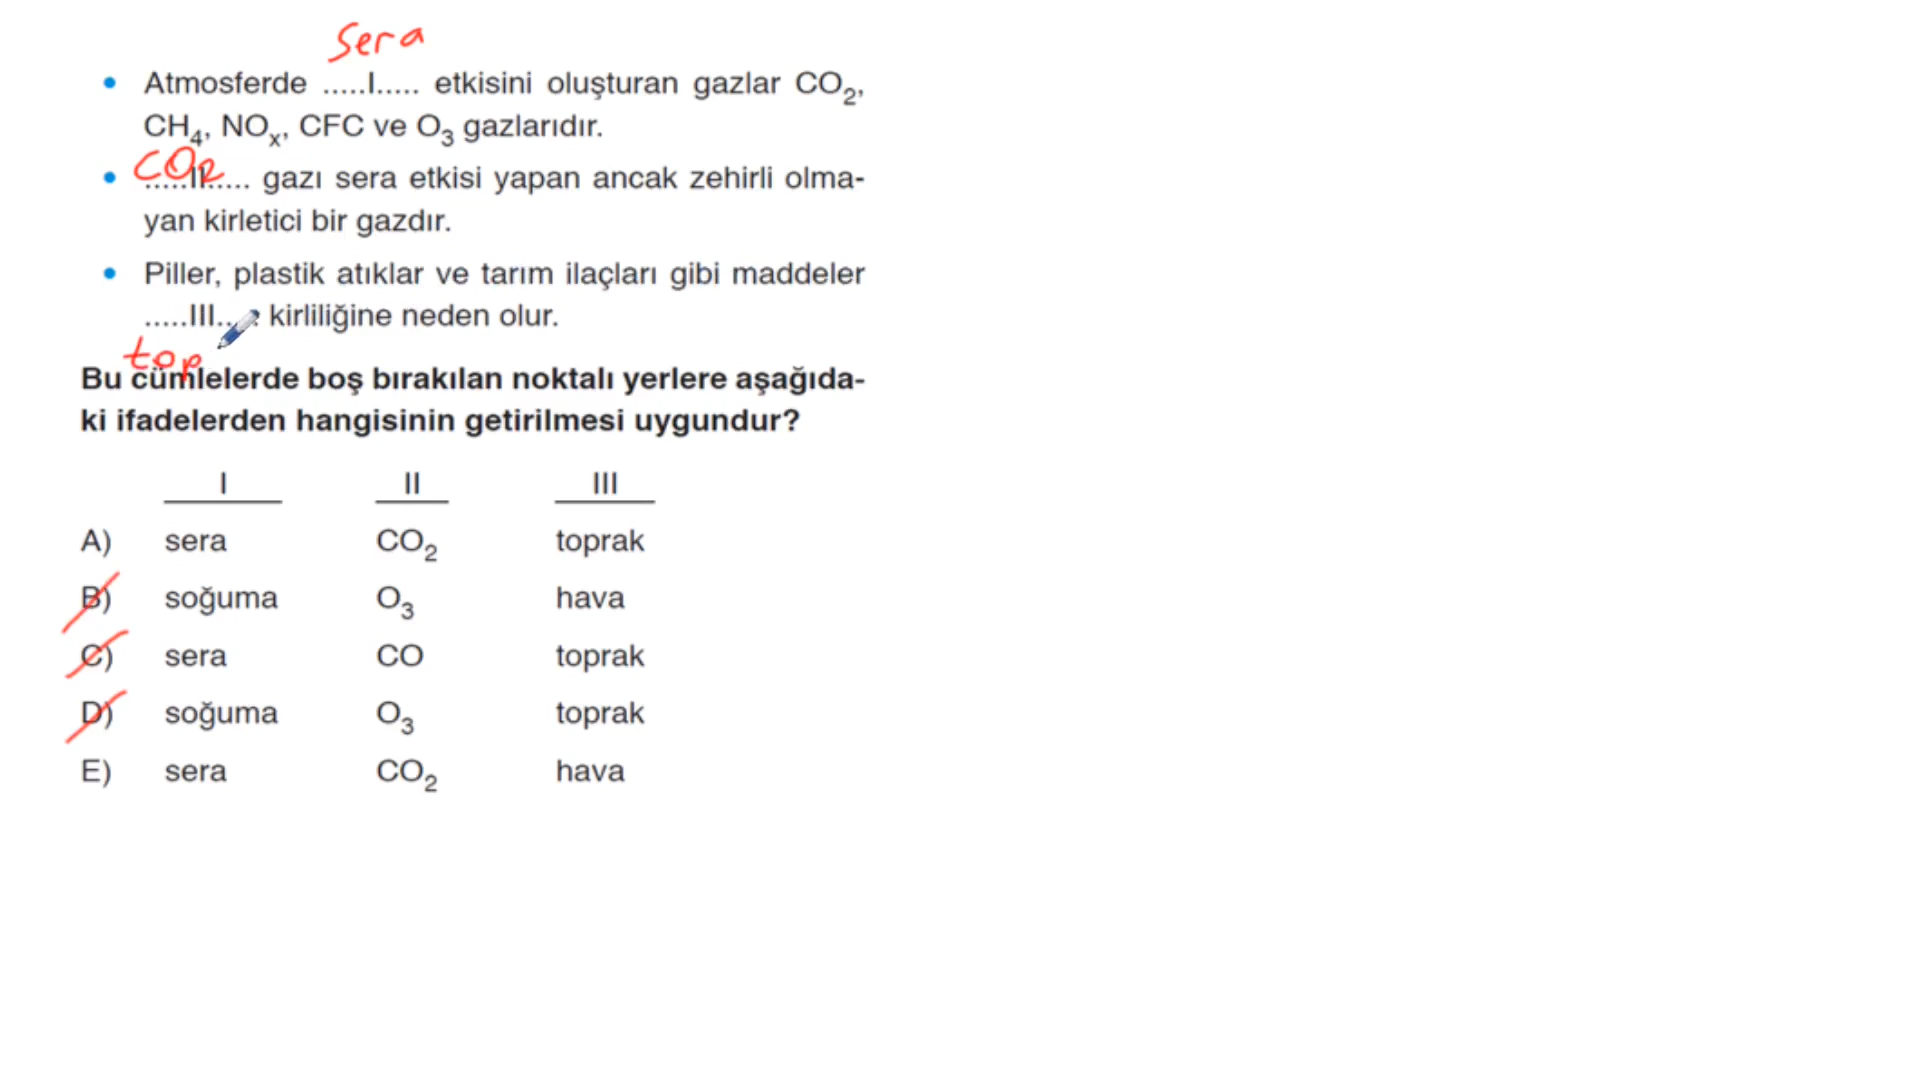 sera
• Atmosferde .....I..... etkisini oluşturan gazlar CO₂,
CH₄, NOₓ, CFC ve O₃ gazlarıdır.
CO2
• .....II..... gazı sera etkisi yapan ancak zehirli olma-
yan kirletici bir gazdır.
• Piller, plastik atıklar ve tarım ilaçları gibi maddeler
.....III..... kirliliğine neden olur.
top
Bu cümlelerde boş bırakılan noktalı yerlere aşağıda-
ki ifadelerden hangisinin getirilmesi uygundur?
I II III
A) sera CO₂ toprak
B) soğuma O₃ hava
C) sera CO toprak
D) soğuma O₃ toprak
E) sera CO₂ hava